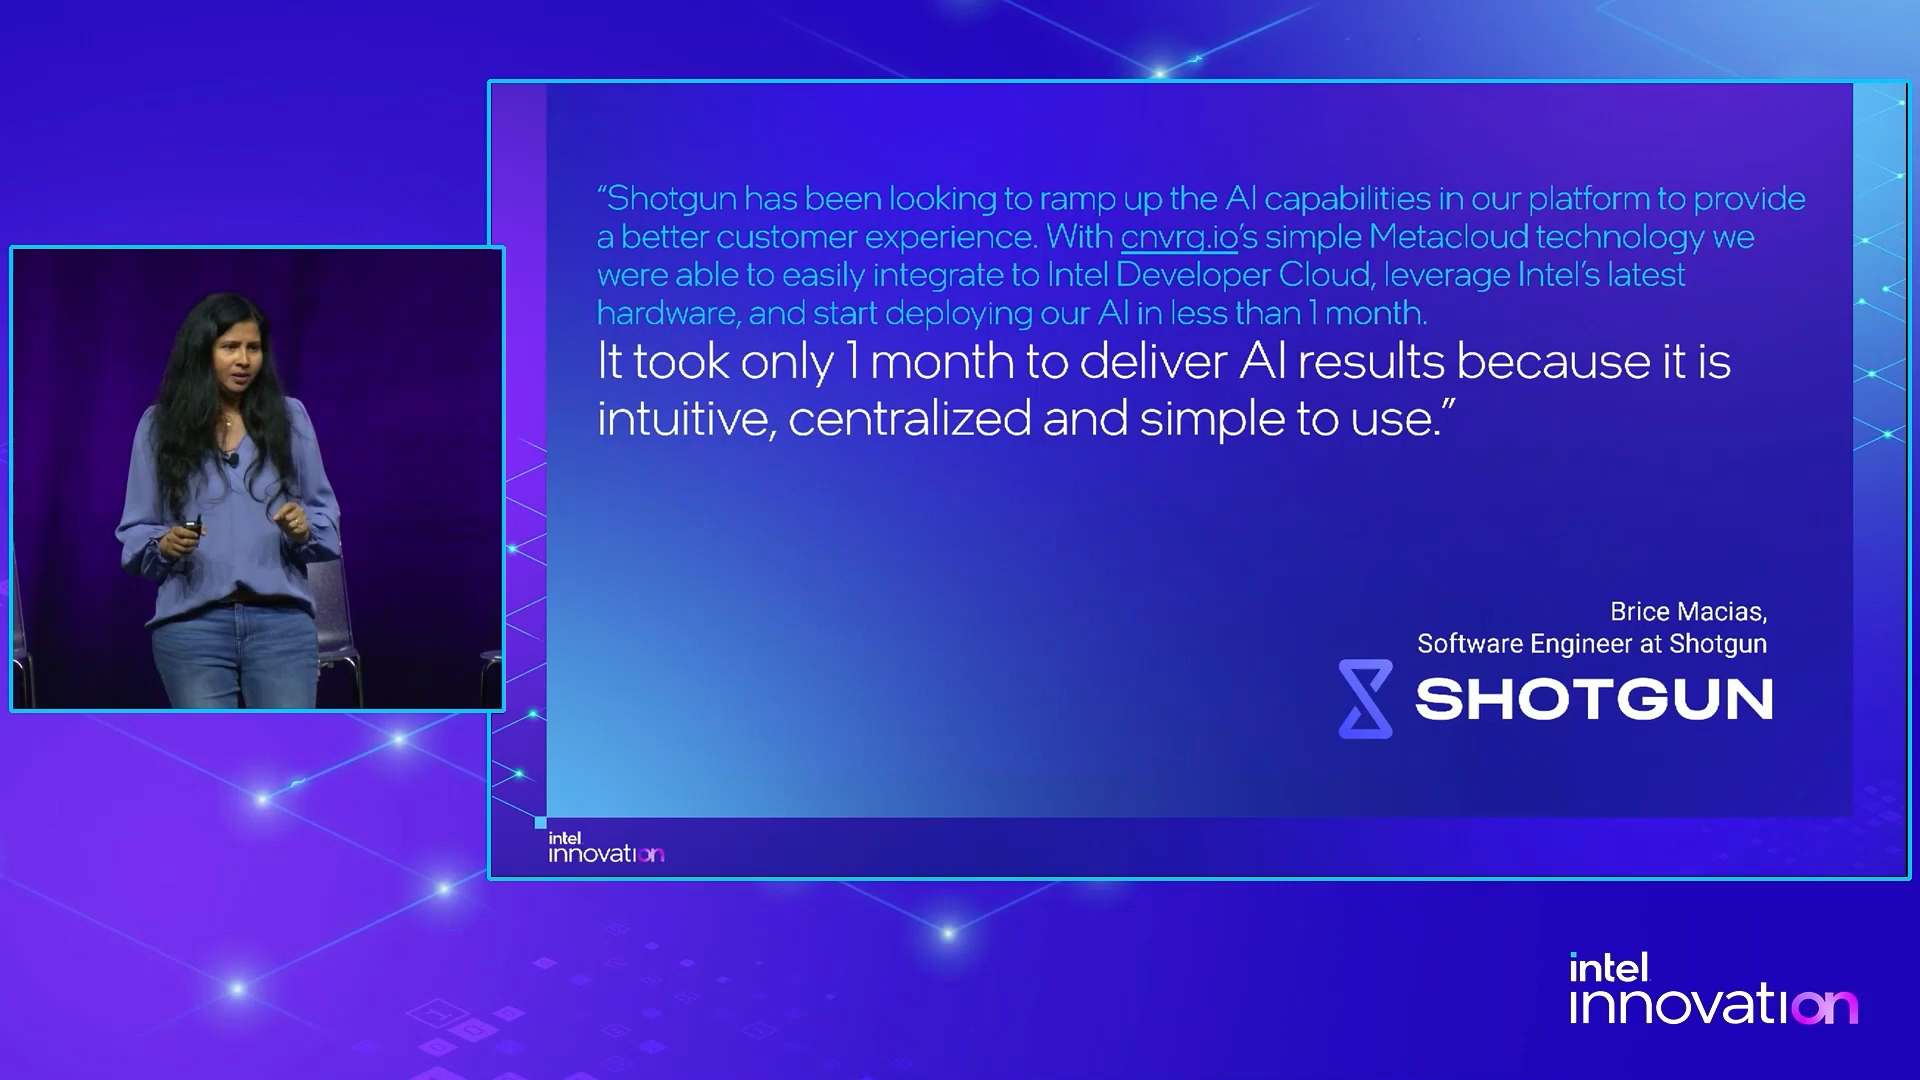 “Shotgun has been looking to ramp up the AI capabilities in our platform to provide
a better customer experience. With cnvrg.io’s simple Metacloud technology we
were able to easily integrate to Intel Developer Cloud, leverage Intel’s latest
hardware, and start deploying our AI in less than 1 month.
It took only 1 month to deliver AI results because it is
intuitive, centralized and simple to use.”
Brice Macias,
Software Engineer at Shotgun
SHOTGUN
intel
innovation
intel
innovation